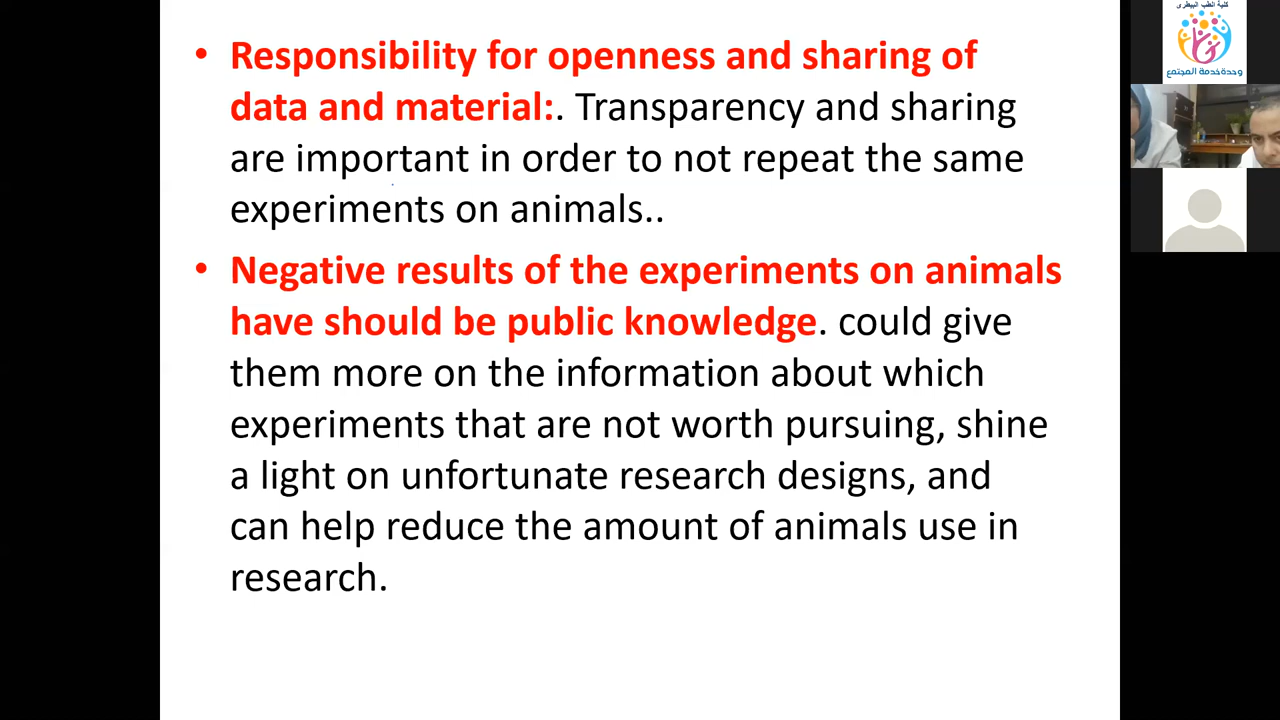 • Responsibility for openness and sharing of
data and material:. Transparency and sharing
are important in order to not repeat the same
experiments on animals..
• Negative results of the experiments on animals
have should be public knowledge. could give
them more on the information about which
experiments that are not worth pursuing, shine
a light on unfortunate research designs, and
can help reduce the amount of animals use in
research.
كلية الطب البيطرى
وحدة خدمة المجتمع